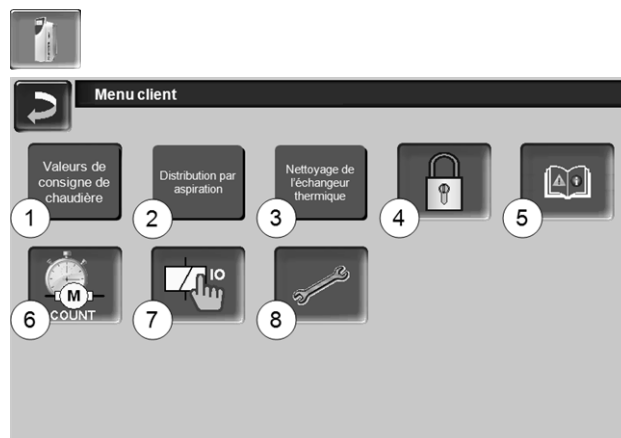 Menu client
Valeurs de
consigne de
chaudière
Distribution par
aspiration
Nettoyage de
l'échangeur
thermique
1
2
3
4
5
IO
M
COUNT
6
7
8